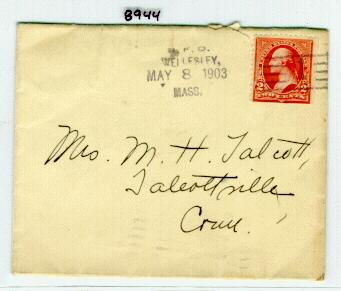 8944
P. O.
WELLESLEY,
MAY 8 1903
MASS.
Mrs. M. H. Talcott,
Talcottville,
Conn.